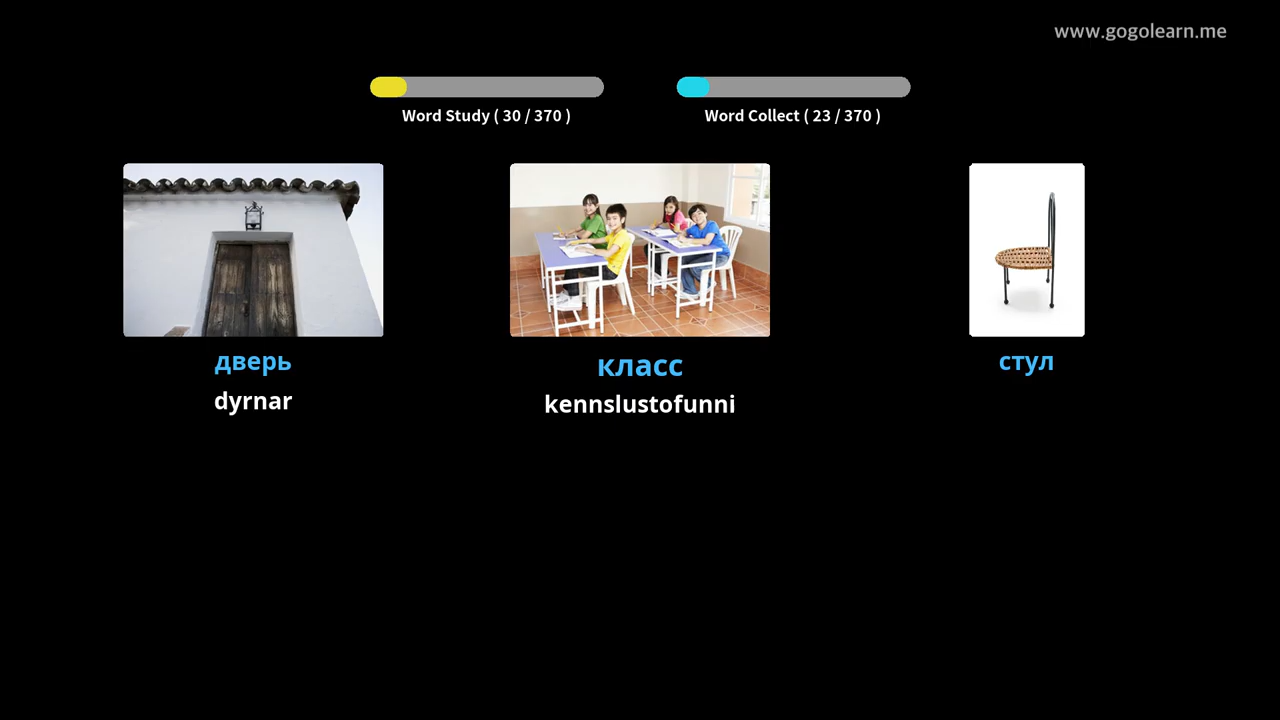 www.gogolearn.me
Word Study ( 30 / 370 )
Word Collect ( 23 / 370 )
дверь
класс
стул
dyrnar
kennslustofunni